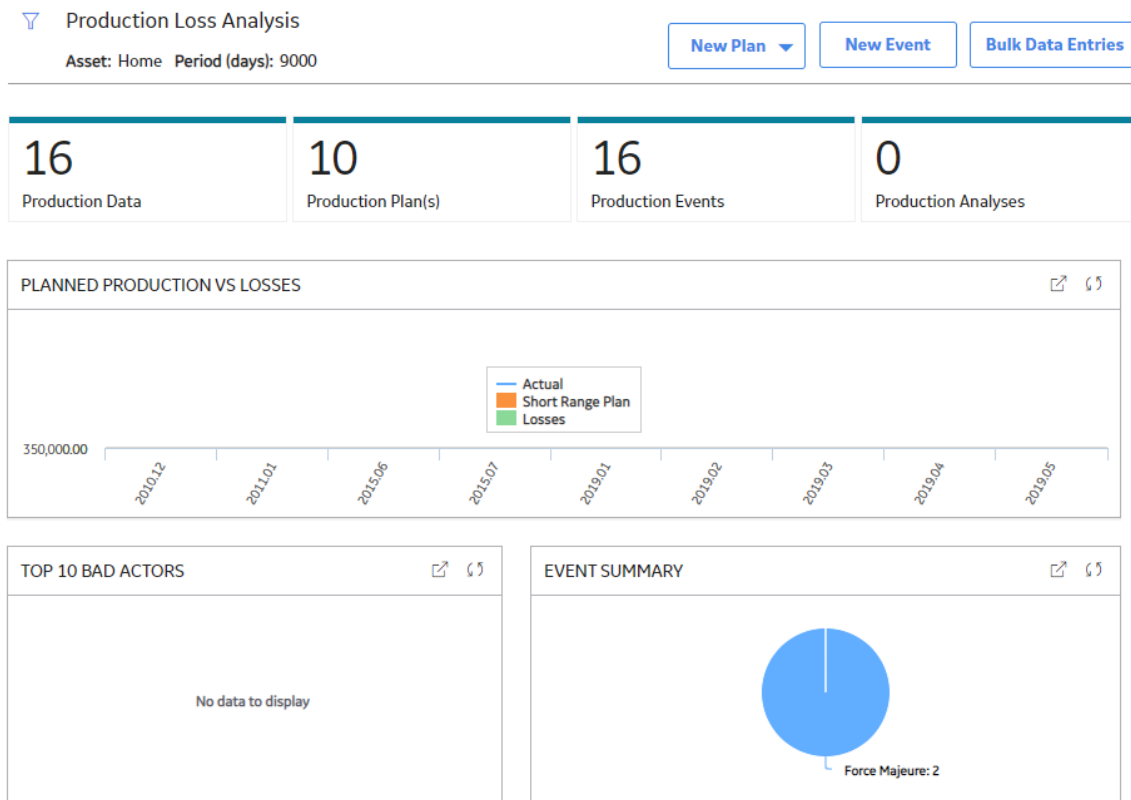 Production Loss Analysis
Asset: Home Period (days): 9000
New Plan
New Event
Bulk Data Entries
16
Production Data
10
Production Plan(s)
16
Production Events
0
Production Analyses
PLANNED PRODUCTION VS LOSSES
Actual
Short Range Plan
Losses
350,000.00
2010.12
2011.01
2015.06
2015.07
2019.01
2019.02
2019.03
2019.04
2019.05
TOP 10 BAD ACTORS
No data to display
EVENT SUMMARY
Force Majeure: 2